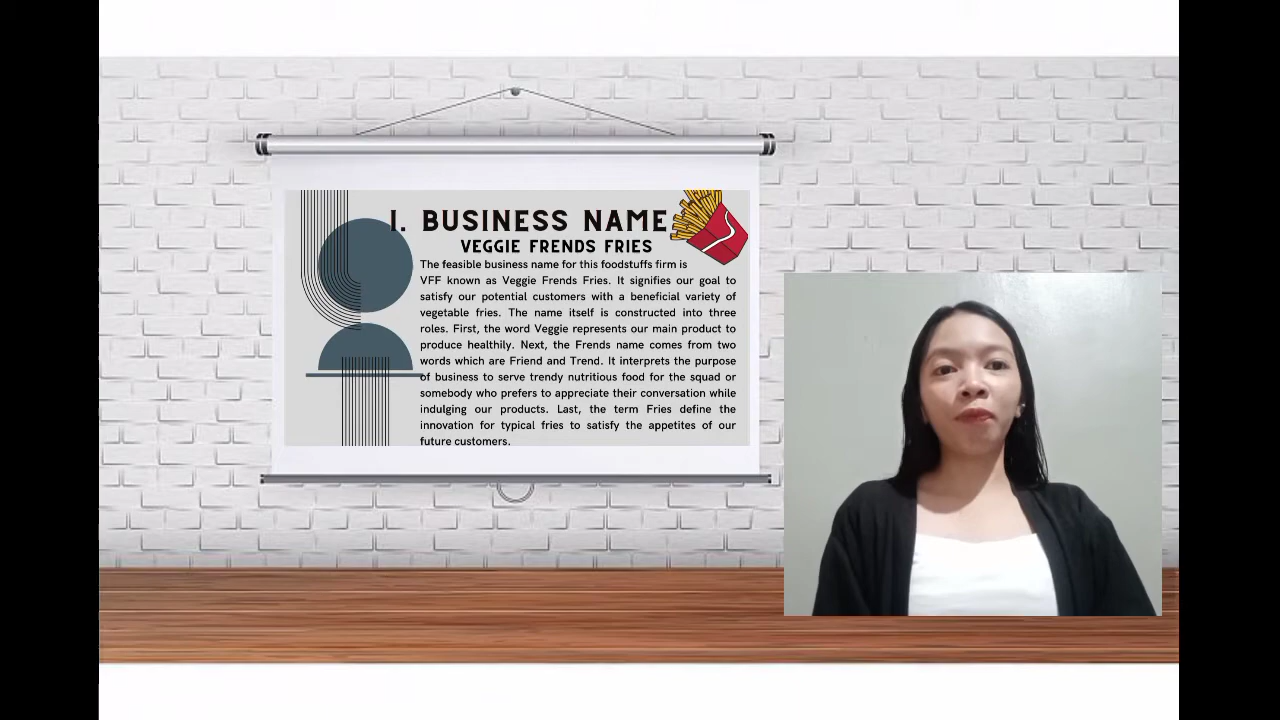 I. BUSINESS NAME
VEGGIE FRENDS FRIES
The feasible business name for this foodstuffs firm is
VFF known as Veggie Frends Fries. It signifies our goal to
satisfy our potential customers with a beneficial variety of
vegetable fries. The name itself is constructed into three
roles. First, the word Veggie represents our main product to
produce healthily. Next, the Frends name comes from two
words which are Friend and Trend. It interprets the purpose
of business to serve trendy nutritious food for the squad or
somebody who prefers to appreciate their conversation while
indulging our products. Last, the term Fries define the
innovation for typical fries to satisfy the appetites of our
future customers.